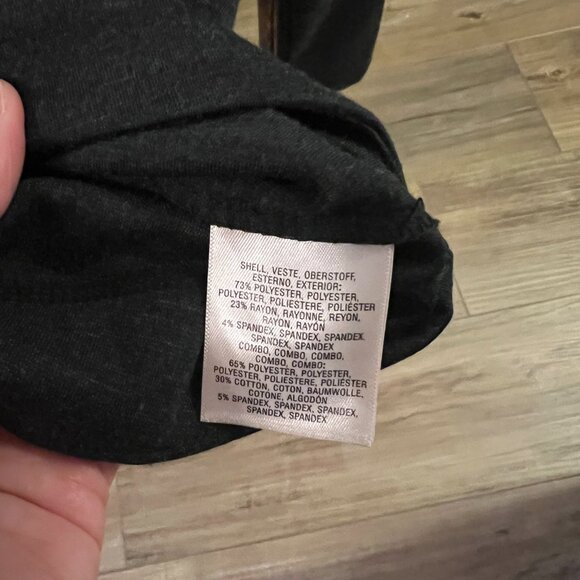 SHELL, VESTE, OBERSTOFF,
ESTERNO, EXTERIOR:
73% POLYESTER, POLYESTER,
POLYESTER, POLIESTERE, POLIÉSTER
23% RAYON, RAYONNE, REYON,
RAYON, RAYÓN
4% SPANDEX, SPANDEX, SPANDEX
SPANDEX, SPANDEX
COMBO, COMBO, COMBO,
COMBO, COMBO:
65% POLYESTER, POLYESTER,
POLYESTER, POLIESTERE, POLIÉSTER
30% COTTON, COTON, BAUMWOLLE,
COTONE, ALGODÓN
5% SPANDEX, SPANDEX, SPANDEX,
SPANDEX, SPANDEX